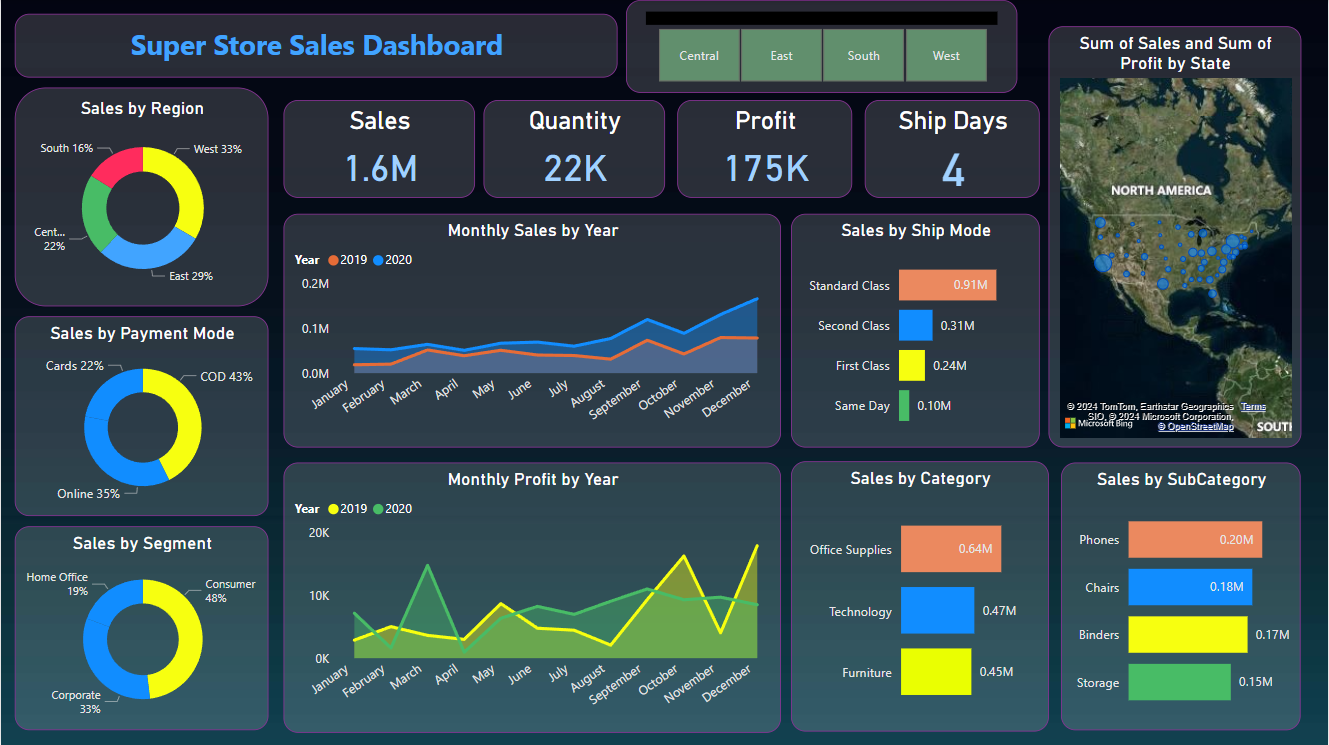 Super Store Sales Dashboard
Central
East
South
West
Sum of Sales and Sum of
Profit by State
Sales by Region
South 16%
West 33%
Cent...
22%
East 29%
Sales
1.6M
Quantity
22K
Profit
175K
Ship Days
4
NORTH AMERICA
© 2024 TomTom, Earthstar Geographics
SIO, © 2024 Microsoft Corporation,
© OpenStreetMap
Terms
Microsoft Bing
SOUTH
Monthly Sales by Year
Year
2019
2020
0.2M
0.1M
0.0M
January
February
March
April
May
June
July
August
September
October
November
December
Sales by Ship Mode
Standard Class
0.91M
Second Class
0.31M
First Class
0.24M
Same Day
0.10M
Sales by Payment Mode
Cards 22%
COD 43%
Online 35%
Sales by Segment
Home Office
19%
Consumer
48%
Corporate
33%
Monthly Profit by Year
Year
2019
2020
20K
10K
0K
January
February
March
April
May
June
July
August
September
October
November
December
Sales by Category
Office Supplies
0.64M
Technology
0.47M
Furniture
0.45M
Sales by SubCategory
Phones
0.20M
Chairs
0.18M
Binders
0.17M
Storage
0.15M